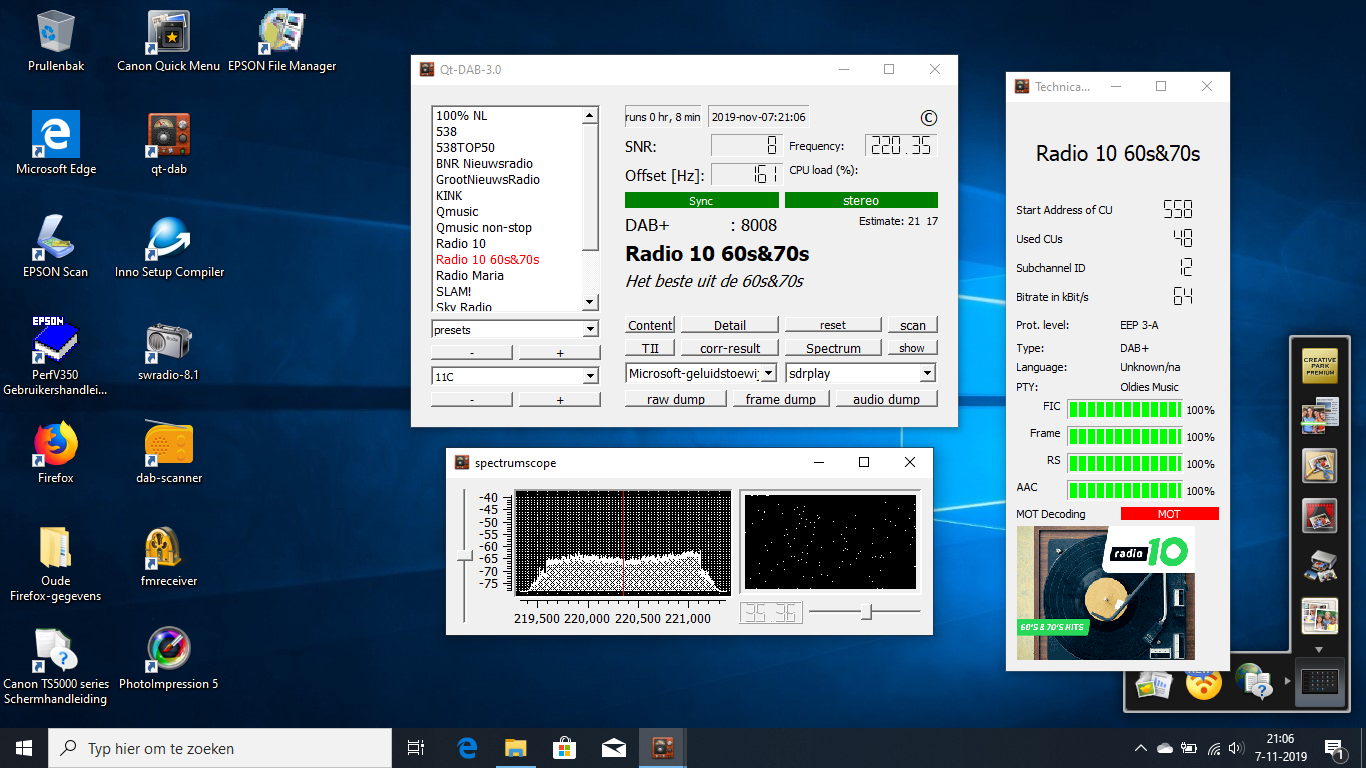 Prullenbak
Canon Quick Menu
EPSON File Manager
Microsoft Edge
qt-dab
EPSON Scan
Inno Setup Compiler
EPSON
PerfV350
Gebruikershandlei...
swradio-8.1
Firefox
dab-scanner
Oude
Firefox-gegevens
fmreceiver
Canon TS5000 series
Schermhandleiding
PhotoImpression 5
Qt-DAB-3.0
100% NL
538
538TOP50
BNR Nieuwsradio
GrootNieuwsRadio
KINK
Qmusic
Qmusic non-stop
Radio 10
Radio 10 60s&70s
Radio Maria
SLAM!
Sky Radio
presets
- +
11C
- +
runs 0 hr, 8 min
2019-nov-07:21:06
©
SNR: 8
Frequency: 220.35
Offset [Hz]: 161
CPU load (%):
Sync
stereo
DAB+ : 8008
Estimate: 21 17
Radio 10 60s&70s
Het beste uit de 60s&70s
Content Detail reset scan
TII corr-result Spectrum show
Microsoft-geluidstoewij
sdrplay
raw dump frame dump audio dump
spectrumscope
-40
-45
-50
-55
-60
-65
-70
-75
219,500 220,000 220,500 221,000
35.36
Technica...
Radio 10 60s&70s
Start Address of CU 558
Used CUs 48
Subchannel ID 12
Bitrate in kBit/s 64
Prot. level: EEP 3-A
Type: DAB+
Language: Unknown/na
PTY: Oldies Music
FIC 100%
Frame 100%
RS 100%
AAC 100%
MOT Decoding MOT
radio 10
60'S & 70'S HITS
CREATIVE
PARK
PREMIUM
NEW
Typ hier om te zoeken
21:06
7-11-2019
1